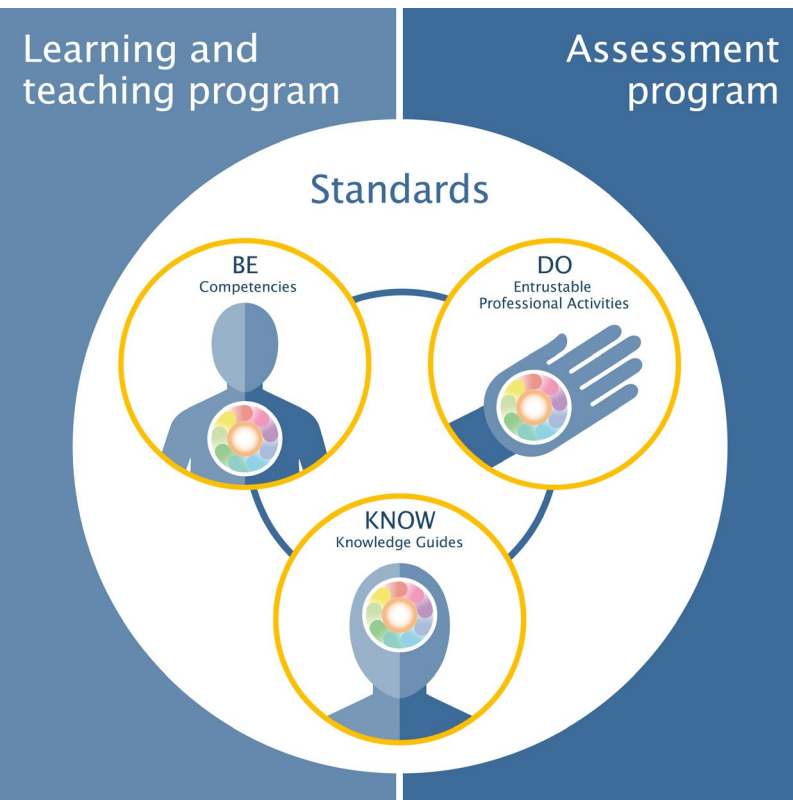 Learning and
teaching program
Assessment
program
Standards
BE
Competencies
DO
Entrustable
Professional Activities
KNOW
Knowledge Guides